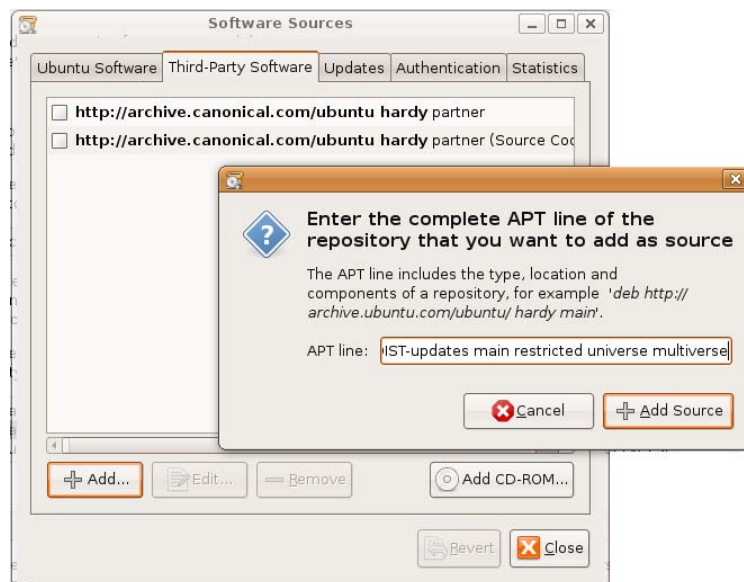 Software Sources
Ubuntu Software Third-Party Software Updates Authentication Statistics
http://archive.canonical.com/ubuntu hardy partner
http://archive.canonical.com/ubuntu hardy partner (Source Cod
Enter the complete APT line of the
repository that you want to add as source
The APT line includes the type, location and
components of a repository, for example 'deb http://
archive.ubuntu.com/ubuntu/ hardy main'.
APT line: IST-updates main restricted universe multiverse
Cancel Add Source
Add... Edit... Remove Add CD-ROM...
Revert Close